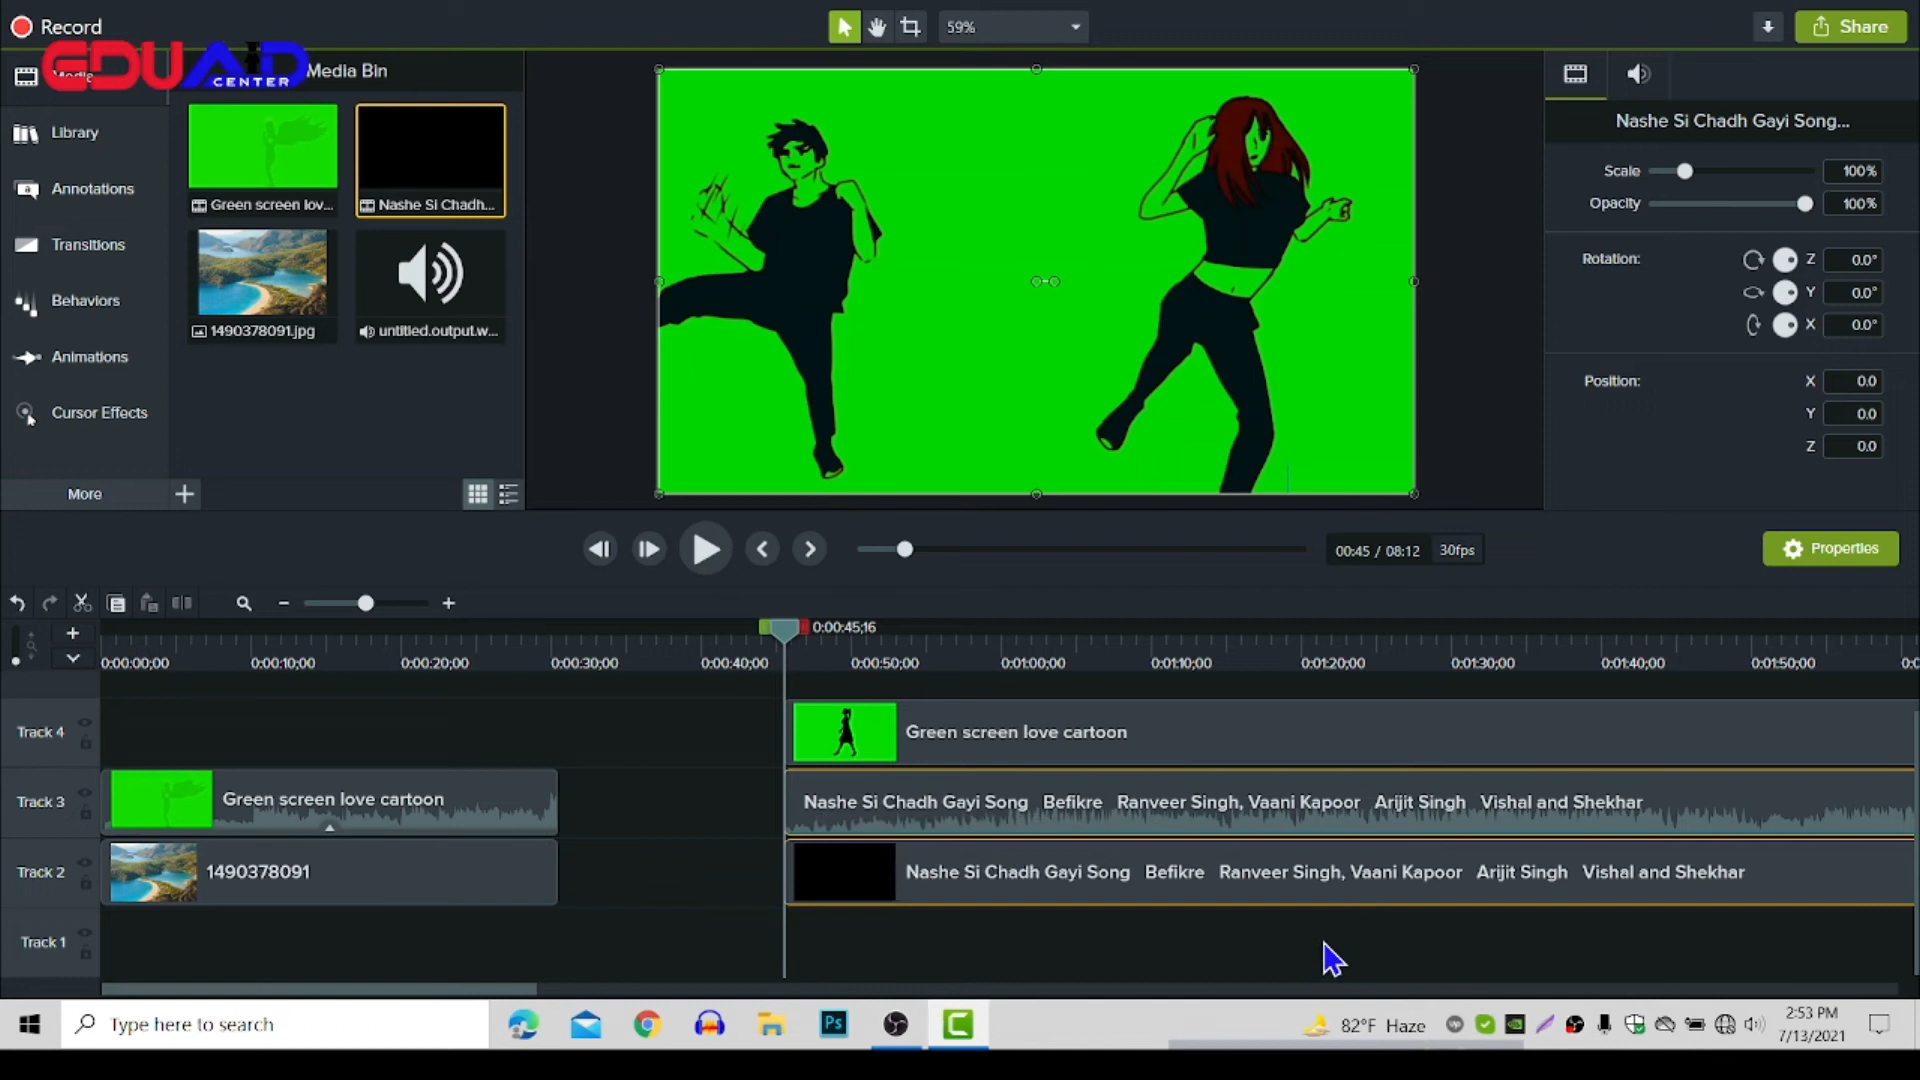 Record
59%
Share
EDUAID
CENTER
Media Bin
Library
Annotations
Transitions
Behaviors
Animations
Cursor Effects
More
Green screen lov...
Nashe Si Chadh...
1490378091.jpg
untitled.output.w...
Nashe Si Chadh Gayi Song...
Scale 100%
Opacity 100%
Rotation: Z 0.0°
Y 0.0°
X 0.0°
Position: X 0.0
Y 0.0
Z 0.0
00:45 / 08:12 30fps
Properties
0:00:45;16
0:00:00;00 0:00:10;00 0:00:20;00 0:00:30;00 0:00:40;00 0:00:50;00 0:01:00;00 0:01:10;00 0:01:20;00 0:01:30;00 0:01:40;00 0:01:50;00
Track 4 Green screen love cartoon
Track 3 Green screen love cartoon Nashe Si Chadh Gayi Song Befikre Ranveer Singh, Vaani Kapoor Arijit Singh Vishal and Shekhar
Track 2 1490378091 Nashe Si Chadh Gayi Song Befikre Ranveer Singh, Vaani Kapoor Arijit Singh Vishal and Shekhar
Track 1
Type here to search
Ps
82°F Haze
2:53 PM
7/13/2021